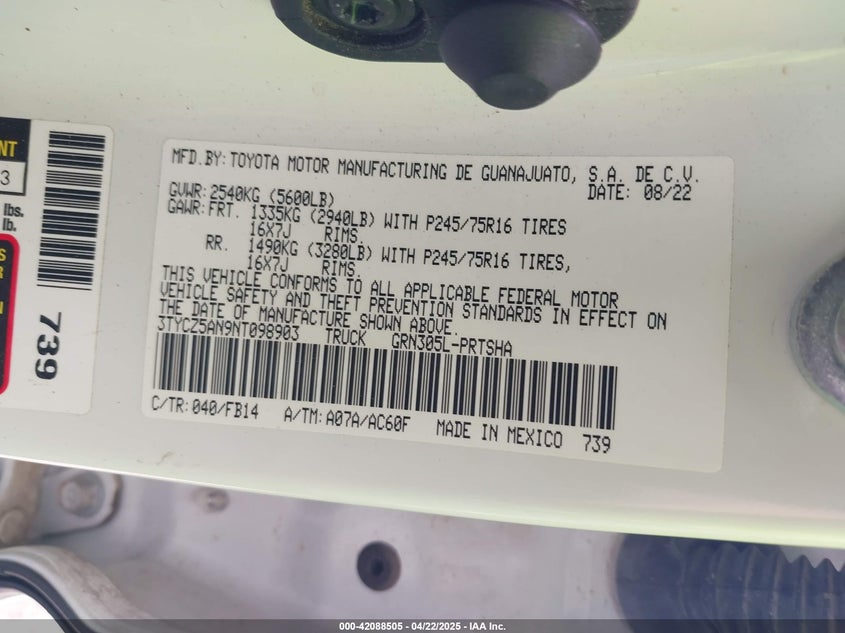 MFD. BY: TOYOTA MOTOR MANUFACTURING DE GUANAJUATO, S.A. DE C.V.
DATE: 08/22
GVWR: 2540KG (5600LB)
GAWR: FRT. 1335KG (2940LB) WITH P245/75R16 TIRES
16X7J RIMS.
RR. 1490KG (3280LB) WITH P245/75R16 TIRES,
16X7J RIMS.
THIS VEHICLE CONFORMS TO ALL APPLICABLE FEDERAL MOTOR
VEHICLE SAFETY AND THEFT PREVENTION STANDARDS IN EFFECT ON
THE DATE OF MANUFACTURE SHOWN ABOVE.
3TYCZ5AN9NT098903 TRUCK GRN305L-PRTSHA
C/TR: 040/FB14 A/TM: A07A/AC60F MADE IN MEXICO 739
NT
3
lbs.
lb.
S
R
N
739
000-42088505 - 04/22/2025 - IAA Inc.